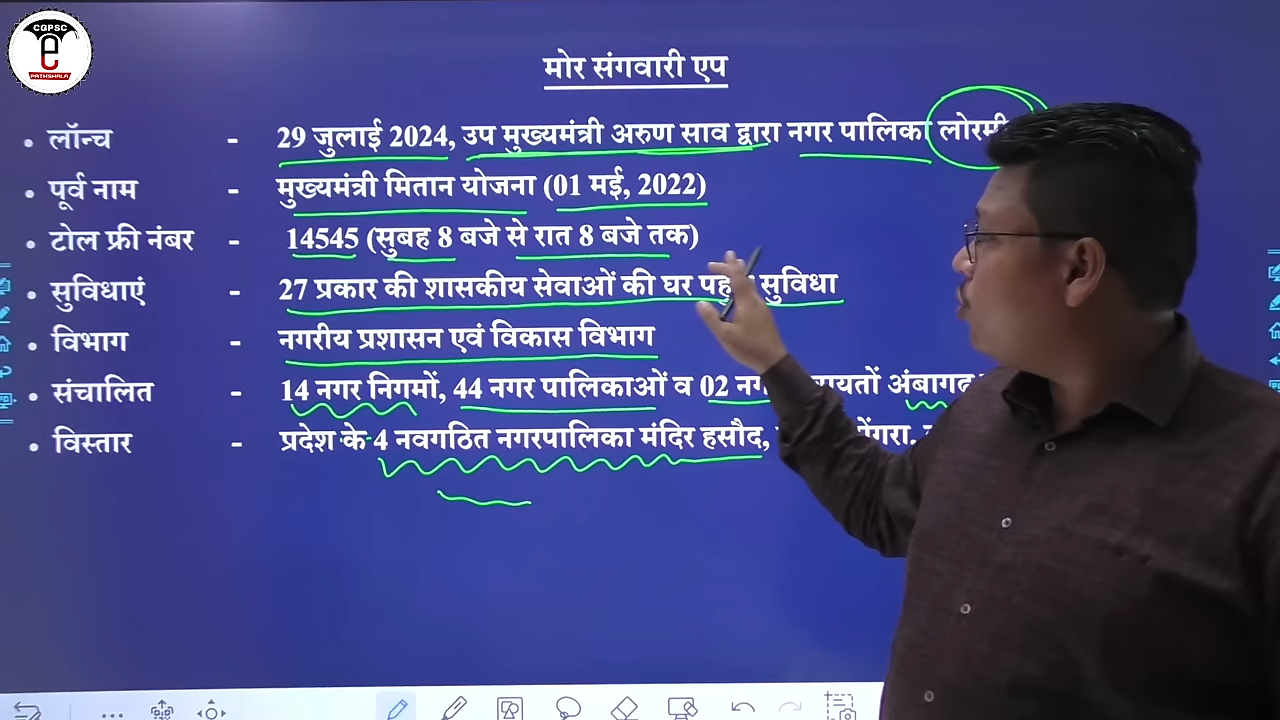 CGPSC
e
PATHSHALA
मोर संगवारी एप
• लॉन्च - 29 जुलाई 2024, उप मुख्यमंत्री अरुण साव द्वारा नगर पालिका लोरमी
• पूर्व नाम - मुख्यमंत्री मितान योजना (01 मई, 2022)
• टोल फ्री नंबर - 14545 (सुबह 8 बजे से रात 8 बजे तक)
• सुविधाएं - 27 प्रकार की शासकीय सेवाओं की घर सुविधा
• विभाग - नगरीय प्रशासन एवं विकास विभाग
• संचालित - 14 नगर निगमों, 44 नगर पालिकाओं व 02
• विस्तार - प्रदेश के 4 नवगठित नगरपालिका मंदिर हसौद,